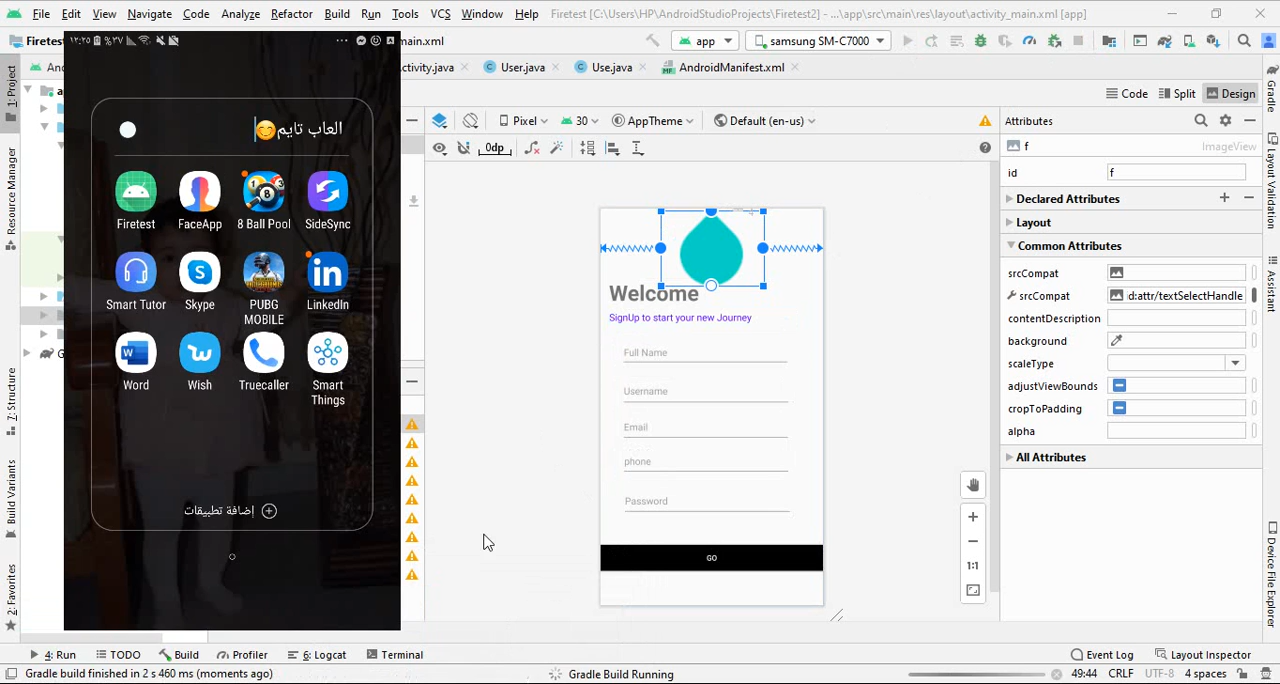 File Edit View Navigate Code Analyze Refactor Build Run Tools VCS Window Help Firetest [C:\Users\HP\AndroidStudioProjects\Firetest2] - ...\app\src\main\res\layout\activity_main.xml [app]
Firetest
main.xml
app
samsung SM-C7000
ctivity.java
User.java
Use.java
AndroidManifest.xml
Code
Split
Design
Pixel
30
AppTheme
Default (en-us)
0dp
١٢:٢٥
%٣٧
العاب تايم😊
Firetest
FaceApp
8 Ball Pool
SideSync
Smart Tutor
Skype
PUBG
MOBILE
LinkedIn
Word
Wish
Truecaller
Smart
Things
إضافة تطبيقات
Welcome
SignUp to start your new Journey
Full Name
Username
Email
phone
Password
GO
1:1
Attributes
f
ImageView
id
f
Declared Attributes
Layout
Common Attributes
srcCompat
srcCompat
d:attr/textSelectHandle
contentDescription
background
scaleType
adjustViewBounds
cropToPadding
alpha
All Attributes
1: Project
Resource Manager
7: Structure
Build Variants
2: Favorites
Gradle
Layout Validation
Assistant
Device File Explorer
4: Run
TODO
Build
Profiler
6: Logcat
Terminal
Event Log
Layout Inspector
Gradle build finished in 2 s 460 ms (moments ago)
Gradle Build Running
49:44 CRLF UTF-8 4 spaces